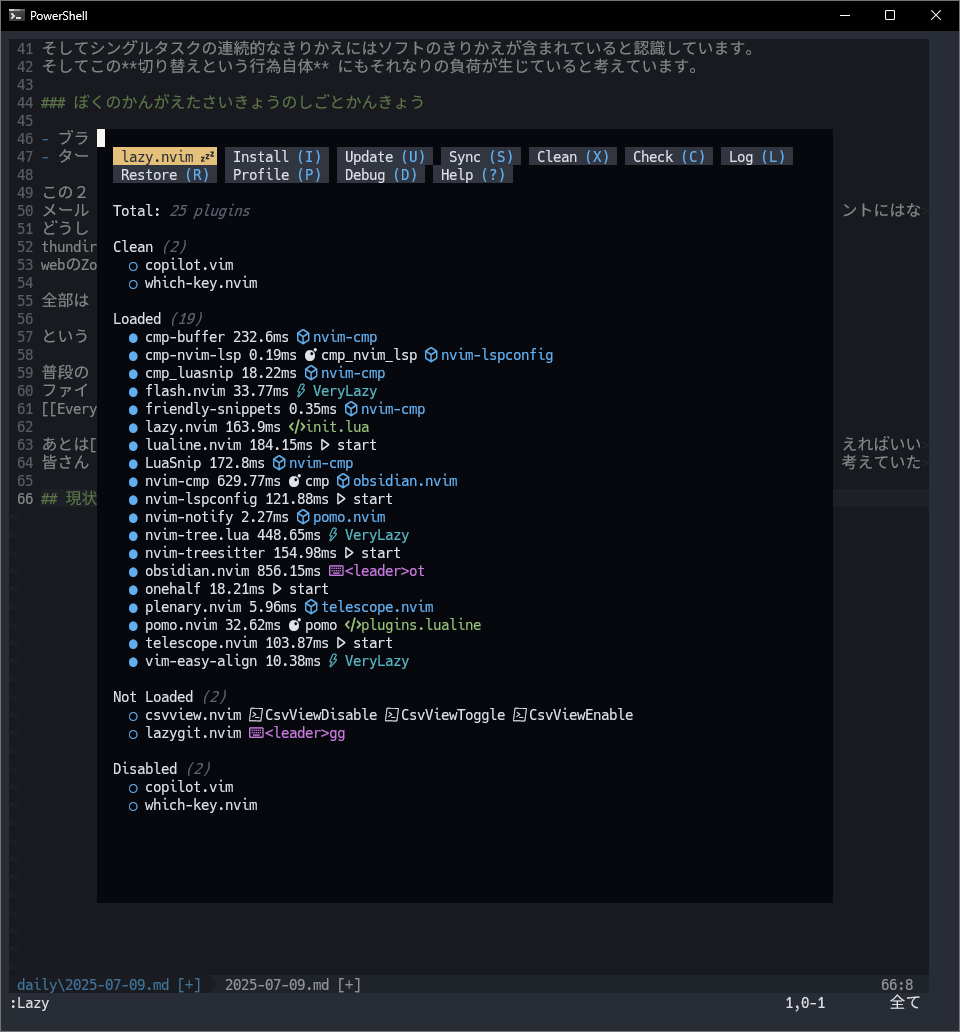 PowerShell
41 そしてシングルタスクの連続的なきりかえにはソフトのきりかえが含まれていると認識しています。
42 そしてこの**切り替えという行為自体** にもそれなりの負荷が生じていると考えています。
43
44 ### ぼくのかんがえたさいきょうのしごとかんきょう
45
46 - ブラ
47 - ター
48
49 この２
50 メール
51 どうし
52 thundir
53 webのZo
54
55 全部は
56
57 という
58
59 普段の
60 ファイ
61 [[Every
62
63 あとは[
64 皆さん
65
66 ## 現状
ントにはな
えればいい
考えていた
lazy.nvim 💤 Install (I) Update (U) Sync (S) Clean (X) Check (C) Log (L)
Restore (R) Profile (P) Debug (D) Help (?)
Total: 25 plugins
Clean (2)
○ copilot.vim
○ which-key.nvim
Loaded (19)
● cmp-buffer 232.6ms nvim-cmp
● cmp-nvim-lsp 0.19ms cmp_nvim_lsp nvim-lspconfig
● cmp_luasnip 18.22ms nvim-cmp
● flash.nvim 33.77ms VeryLazy
● friendly-snippets 0.35ms nvim-cmp
● lazy.nvim 163.9ms init.lua
● lualine.nvim 184.15ms start
● LuaSnip 172.8ms nvim-cmp
● nvim-cmp 629.77ms cmp obsidian.nvim
● nvim-lspconfig 121.88ms start
● nvim-notify 2.27ms pomo.nvim
● nvim-tree.lua 448.65ms VeryLazy
● nvim-treesitter 154.98ms start
● obsidian.nvim 856.15ms <leader>ot
● onehalf 18.21ms start
● plenary.nvim 5.96ms telescope.nvim
● pomo.nvim 32.62ms pomo plugins.lualine
● telescope.nvim 103.87ms start
● vim-easy-align 10.38ms VeryLazy
Not Loaded (2)
○ csvview.nvim CsvViewDisable CsvViewToggle CsvViewEnable
○ lazygit.nvim <leader>gg
Disabled (2)
○ copilot.vim
○ which-key.nvim
daily\2025-07-09.md [+] 2025-07-09.md [+] 66:8
:Lazy 1,0-1 全て